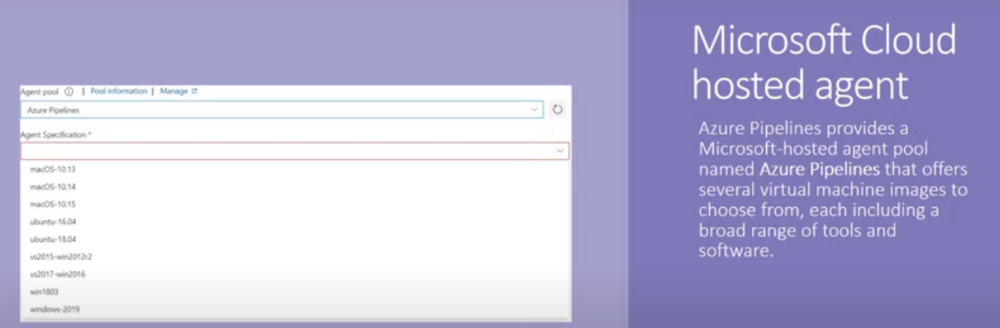 Agent pool | Pool information | Manage
Azure Pipelines
Agent Specification *
macOS-10.13
macOS-10.14
macOS-10.15
ubuntu-16.04
ubuntu-18.04
vs2015-win2012r2
vs2017-win2016
win1803
windows-2019
Microsoft Cloud
hosted agent
Azure Pipelines provides a
Microsoft-hosted agent pool
named Azure Pipelines that offers
several virtual machine images to
choose from, each including a
broad range of tools and
software.